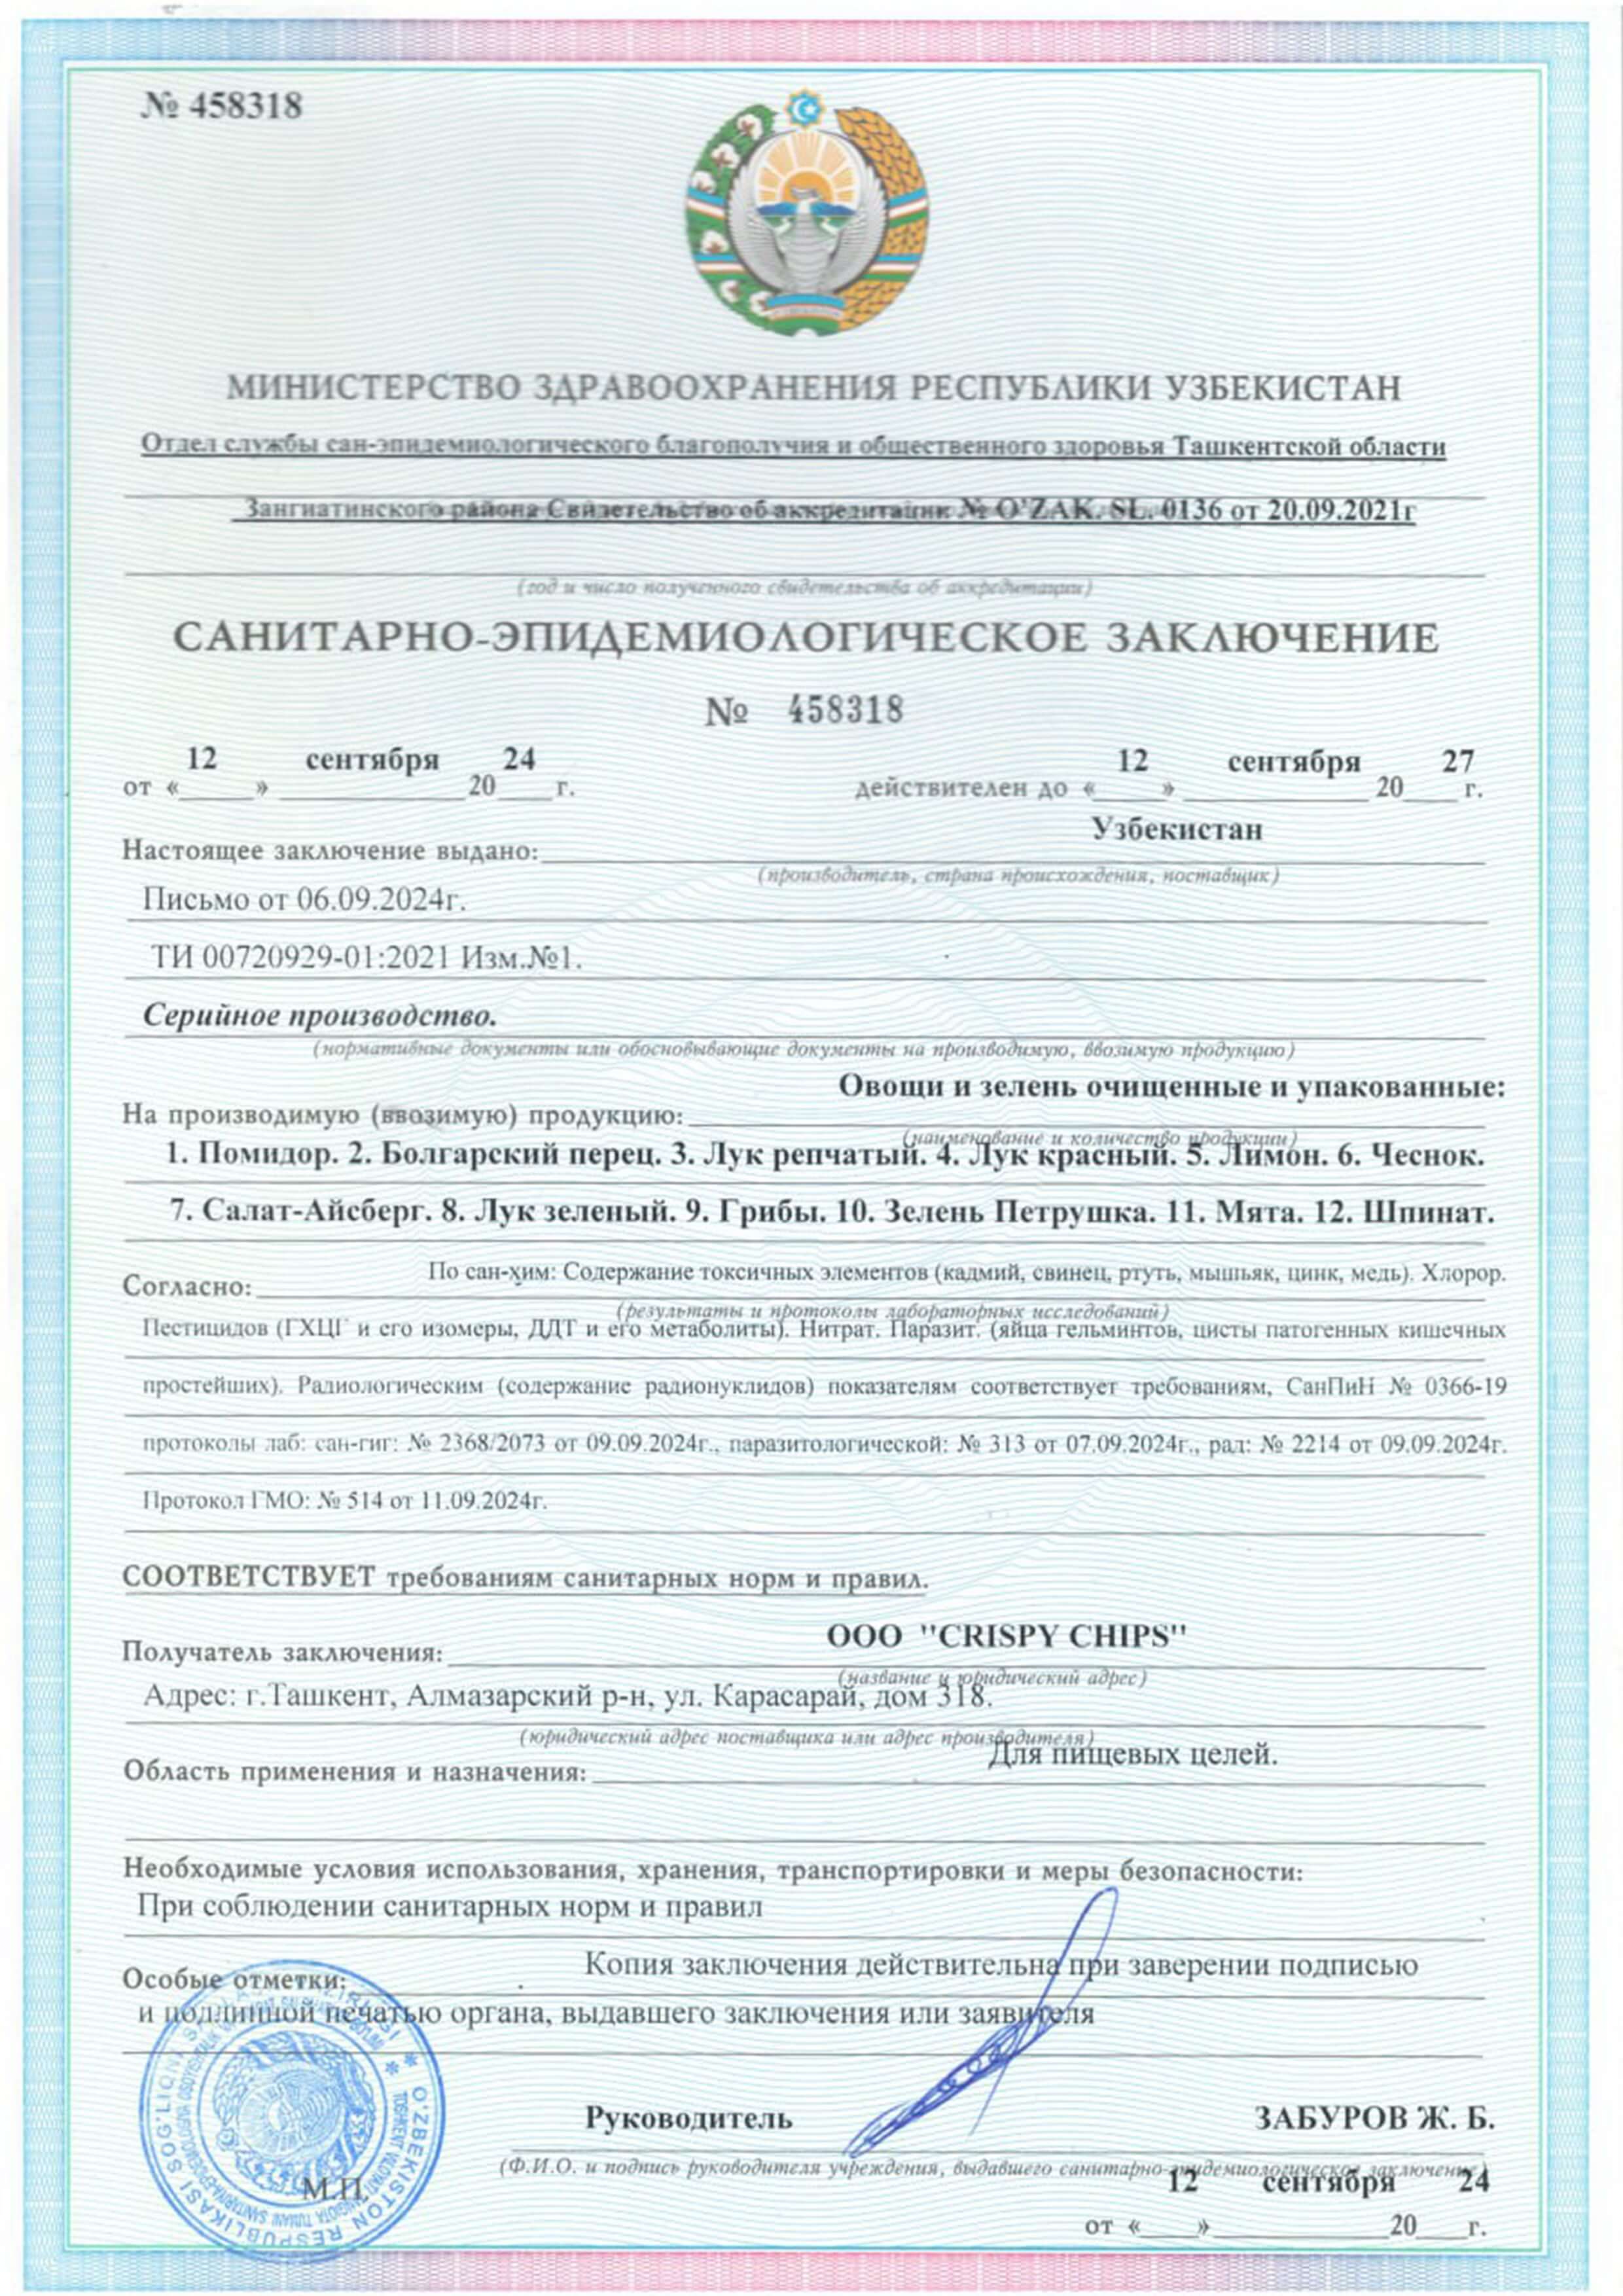 № 458318
МИНИСТЕРСТВО ЗДРАВООХРАНЕНИЯ РЕСПУБЛИКИ УЗБЕКИСТАН
Отдел службы сан-эпидемиологического благополучия и общественного здоровья Ташкентской области
Зангиатинского района Свидетельство об аккредитации № O'ZAK. SL. 0136 от 20.09.2021г
(год и число полученного свидетельства об аккредитации)
САНИТАРНО-ЭПИДЕМИОЛОГИЧЕСКОЕ ЗАКЛЮЧЕНИЕ
№ 458318
12 сентября 24 12 сентября 27
от «_____» _____________20____г. действителен до «_____» _____________ 20____ г.
Узбекистан
Настоящее заключение выдано:
(производитель, страна происхождения, поставщик)
Письмо от 06.09.2024г.
ТИ 00720929-01:2021 Изм.№1.
Серийное производство.
(нормативные документы или обосновывающие документы на производимую, ввозимую продукцию)
Овощи и зелень очищенные и упакованные:
На производимую (ввозимую) продукцию:
(наименование и количество продукции)
1. Помидор. 2. Болгарский перец. 3. Лук репчатый. 4. Лук красный. 5. Лимон. 6. Чеснок.
7. Салат-Айсберг. 8. Лук зеленый. 9. Грибы. 10. Зелень Петрушка. 11. Мята. 12. Шпинат.
По сан-хим: Содержание токсичных элементов (кадмий, свинец, ртуть, мышьяк, цинк, медь). Хлорор.
Согласно:
(результаты и протоколы лабораторных исследований)
Пестицидов (ГХЦГ и его изомеры, ДДТ и его метаболиты). Нитрат. Паразит. (яйца гельминтов, цисты патогенных кишечных
простейших). Радиологическим (содержание радионуклидов) показателям соответствует требованиям, СанПиН № 0366-19
протоколы лаб: сан-гиг: № 2368/2073 от 09.09.2024г., паразитологической: № 313 от 07.09.2024г., рад: № 2214 от 09.09.2024г.
Протокол ГМО: № 514 от 11.09.2024г.
СООТВЕТСТВУЕТ требованиям санитарных норм и правил.
ООО "CRISPY CHIPS"
Получатель заключения:
(название и юридический адрес)
Адрес: г.Ташкент, Алмазарский р-н, ул. Карасарай, дом 318.
(юридический адрес поставщика или адрес производителя)
Для пищевых целей.
Область применения и назначения:
Необходимые условия использования, хранения, транспортировки и меры безопасности:
При соблюдении санитарных норм и правил
Копия заключения действительна при заверении подписью
Особые отметки:
и подлинной печатью органа, выдавшего заключения или заявителя
Руководитель ЗАБУРОВ Ж. Б.
(Ф.И.О. и подпись руководителя учреждения, выдавшего санитарно-эпидемиологическое заключение)
М.П.
12 сентября 24
от «____»_____________20___г.
O'ZBEKISTON RESPUBLIKASI SOG'LIQNI